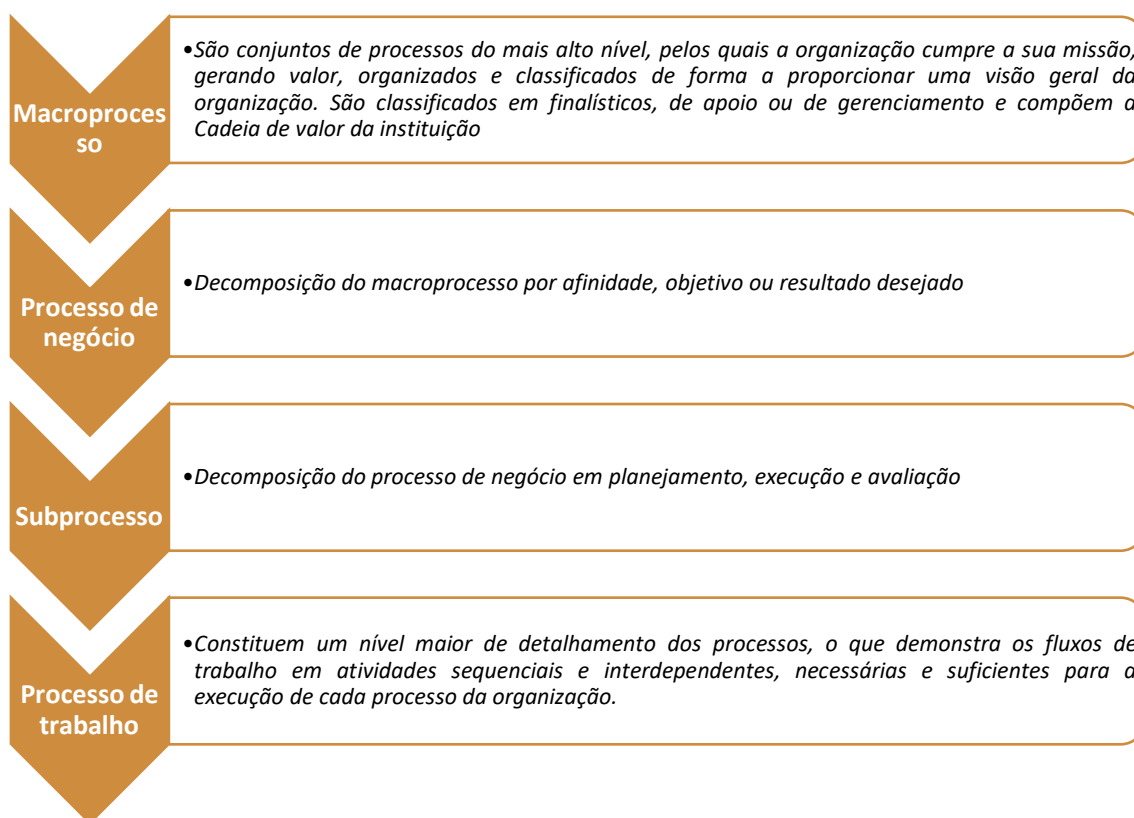 Macroproces
so
•São conjuntos de processos do mais alto nível, pelos quais a organização cumpre a sua missão,
gerando valor, organizados e classificados de forma a proporcionar uma visão geral da
organização. São classificados em finalísticos, de apoio ou de gerenciamento e compõem a
Cadeia de valor da instituição
Processo de
negócio
•Decomposição do macroprocesso por afinidade, objetivo ou resultado desejado
Subprocesso
•Decomposição do processo de negócio em planejamento, execução e avaliação
Processo de
trabalho
•Constituem um nível maior de detalhamento dos processos, o que demonstra os fluxos de
trabalho em atividades sequenciais e interdependentes, necessárias e suficientes para a
execução de cada processo da organização.